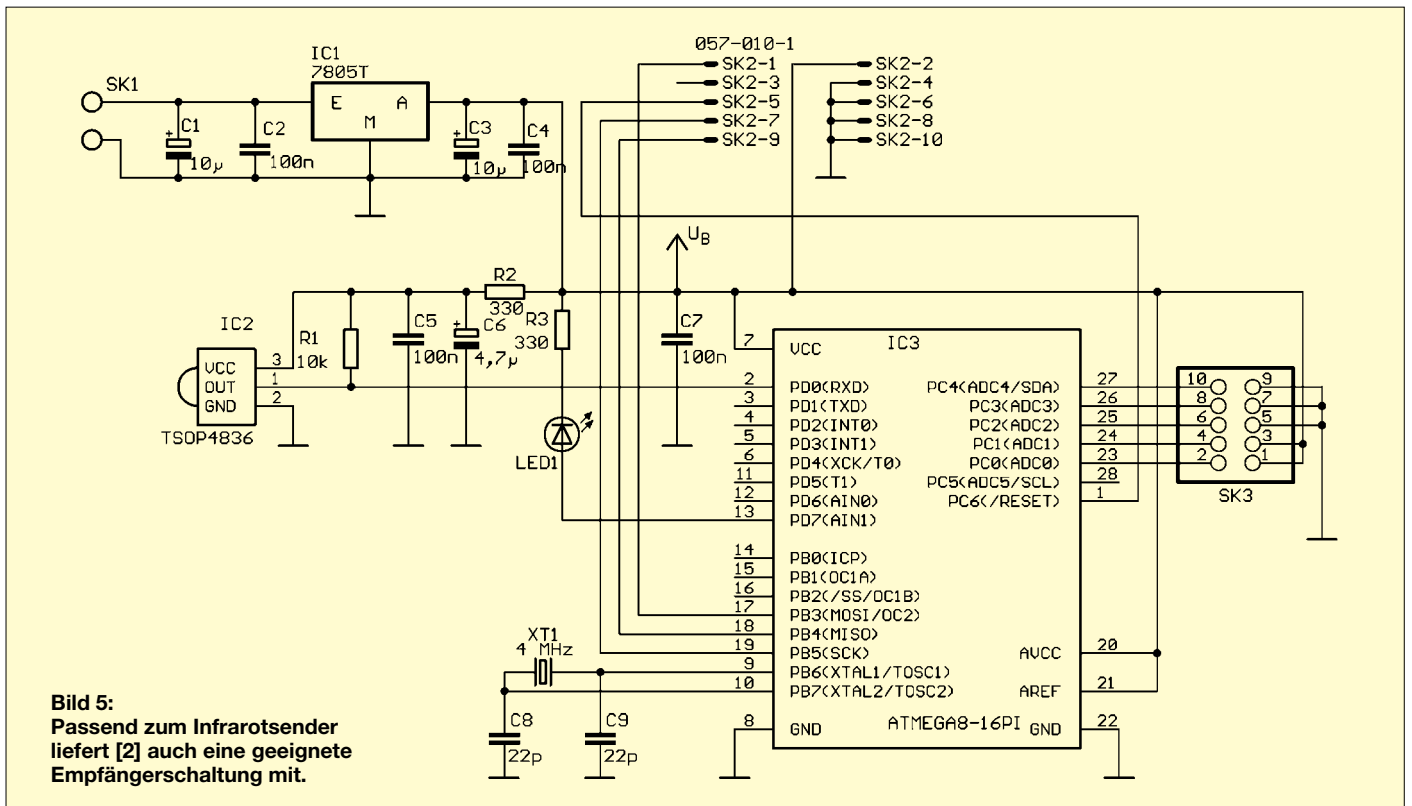 057-010-1
SK2-1
SK2-3
SK2-5
SK2-7
SK2-9
SK2-2
SK2-4
SK2-6
SK2-8
SK2-10
SK1
IC1
7805T
E A
M
C1
10µ
C2
100n
C3
10µ
C4
100n
UB
R2
330
R3
330
IC2
VCC 3
OUT 1
GND 2
TSOP4836
R1
10k
C5
100n
C6
4,7µ
C7
100n
LED1
IC3
7 VCC
2 PD0(RXD)
3 PD1(TXD)
4 PD2(INT0)
5 PD3(INT1)
6 PD4(XCK/T0)
11 PD5(T1)
12 PD6(AIN0)
13 PD7(AIN1)
14 PB0(ICP)
15 PB1(OC1A)
16 PB2(/SS/OC1B)
17 PB3(MOSI/OC2)
18 PB4(MISO)
19 PB5(SCK)
9 PB6(XTAL1/TOSC1)
10 PB7(XTAL2/TOSC2)
8 GND
PC4(ADC4/SDA) 27
PC3(ADC3) 26
PC2(ADC2) 25
PC1(ADC1) 24
PC0(ADC0) 23
PC5(ADC5/SCL) 28
PC6(/RESET) 1
AVCC 20
AREF 21
GND 22
ATMEGA8-16PI
10 9
8 7
6 5
4 3
2 1
SK3
XT1
4 MHz
C8
22p
C9
22p
Bild 5:
Passend zum Infrarotsender
liefert [2] auch eine geeignete
Empfängerschaltung mit.